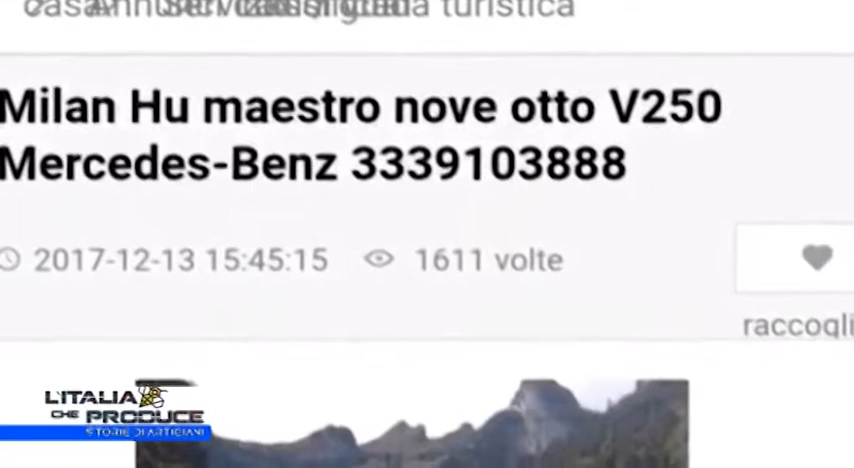 turistica
Milan Hu maestro nove otto V250
Mercedes-Benz 3339103888
2017-12-13 15:45:15 1611 volte
raccogli
L'ITALIA
CHE PRODUCE
STORIE DI ARTIGIANI